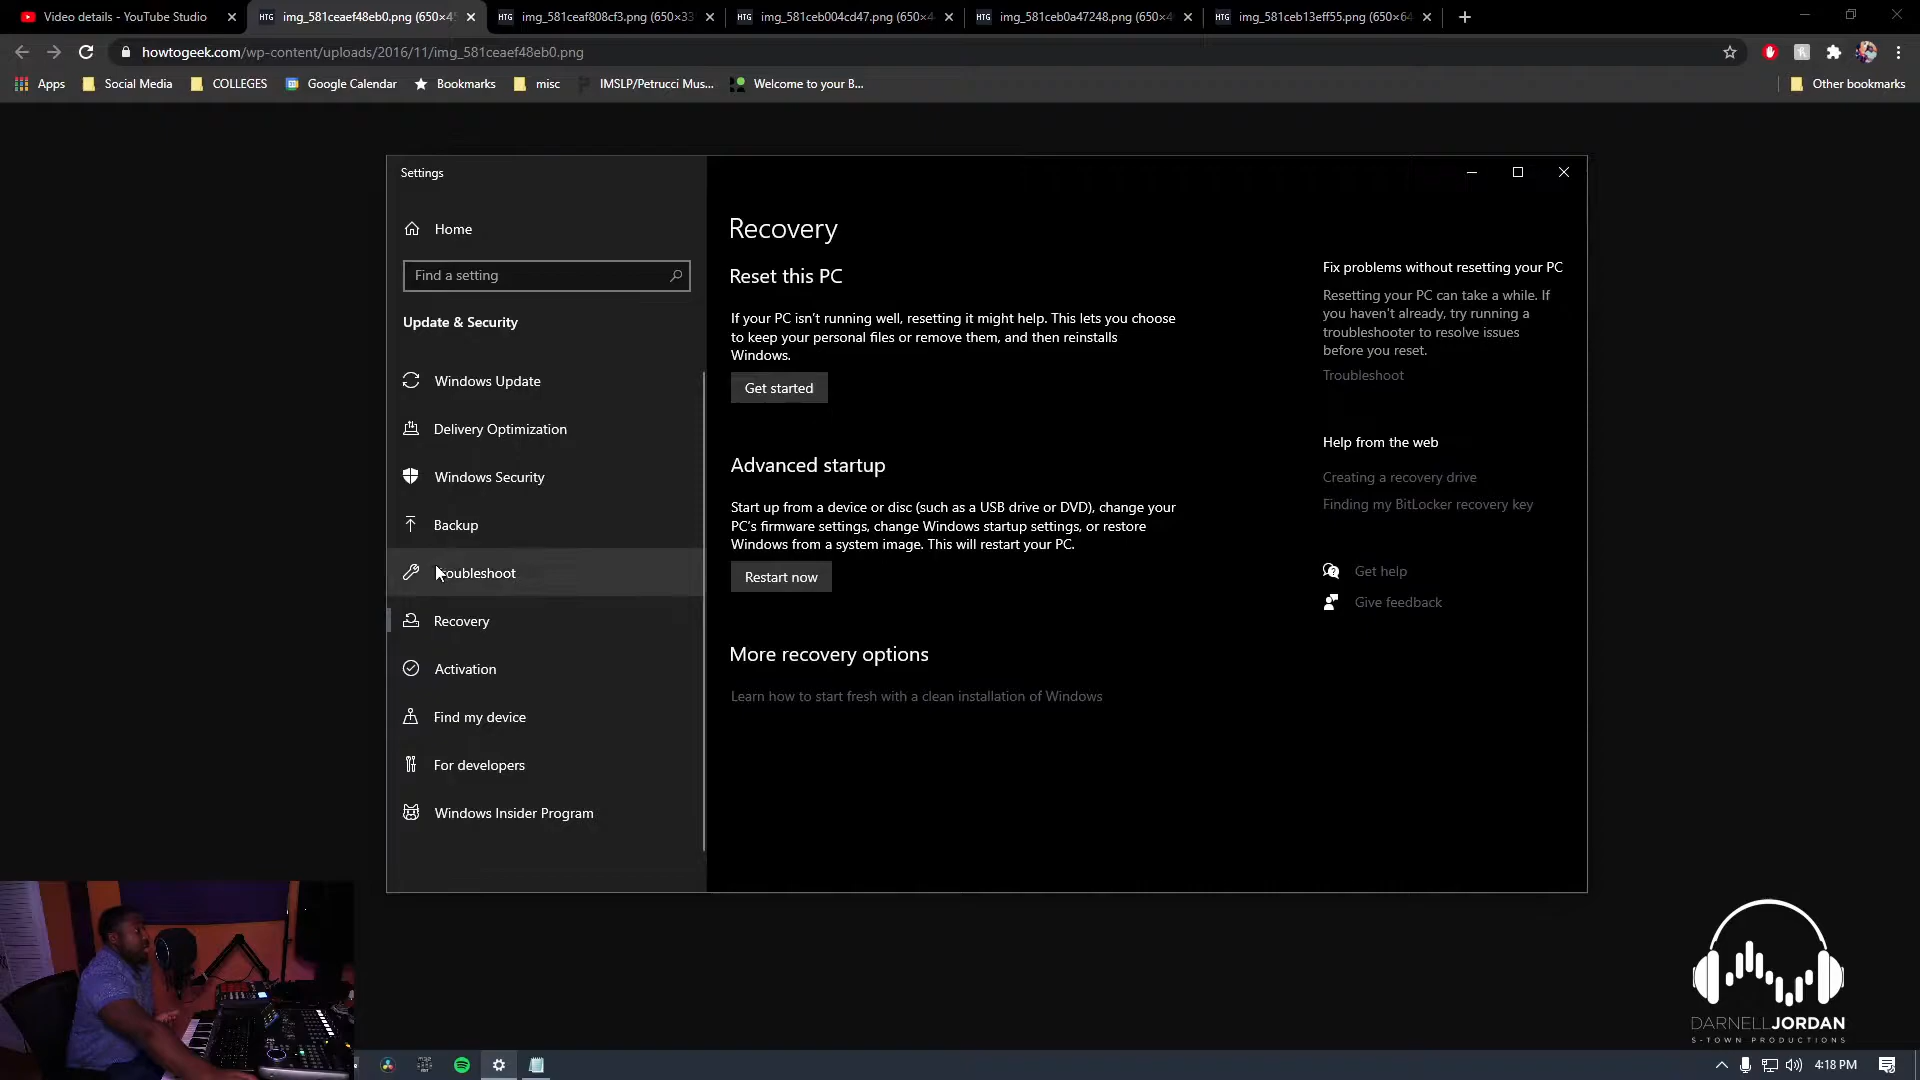 Video details - YouTube Studio
img_581ceaef48eb0.png (650×4
img_581ceaf808cf3.png (650×33
img_581ceb004cd47.png (650×4
img_581ceb0a47248.png (650×4
img_581ceb13eff55.png (650×64
howtogeek.com/wp-content/uploads/2016/11/img_581ceaef48eb0.png
Apps
Social Media
COLLEGES
Google Calendar
Bookmarks
misc
IMSLP/Petrucci Mus...
Welcome to your B...
Other bookmarks
Settings
Home
Find a setting
Update & Security
Windows Update
Delivery Optimization
Windows Security
Backup
Troubleshoot
Recovery
Activation
Find my device
For developers
Windows Insider Program
Recovery
Reset this PC
If your PC isn't running well, resetting it might help. This lets you choose
to keep your personal files or remove them, and then reinstalls
Windows.
Get started
Advanced startup
Start up from a device or disc (such as a USB drive or DVD), change your
PC's firmware settings, change Windows startup settings, or restore
Windows from a system image. This will restart your PC.
Restart now
More recovery options
Learn how to start fresh with a clean installation of Windows
Fix problems without resetting your PC
Resetting your PC can take a while. If
you haven't already, try running a
troubleshooter to resolve issues
before you reset.
Troubleshoot
Help from the web
Creating a recovery drive
Finding my BitLocker recovery key
Get help
Give feedback
DARNELLJORDAN
S-TOWN PRODUCTIONS
4:18 PM